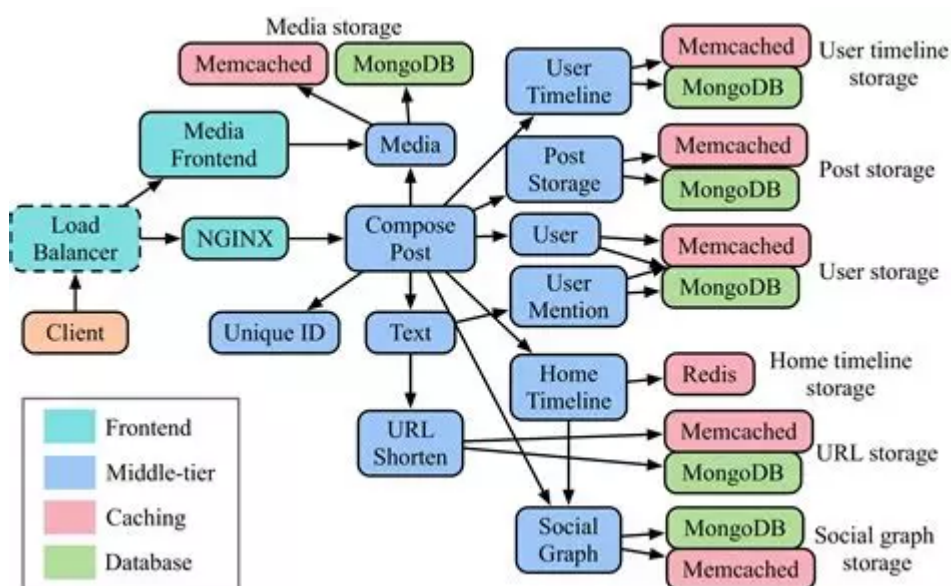 Media storage
Memcached
MongoDB
User
Timeline
Memcached
MongoDB
User timeline
storage
Media
Frontend
Media
Post
Storage
Memcached
MongoDB
Post storage
Load
Balancer
NGINX
Compose
Post
User
Memcached
MongoDB
User storage
User
Mention
Client
Unique ID
Text
Home
Timeline
Redis
Home timeline
storage
URL
Shorten
Memcached
MongoDB
URL storage
Social
Graph
MongoDB
Memcached
Social graph
storage
Frontend
Middle-tier
Caching
Database